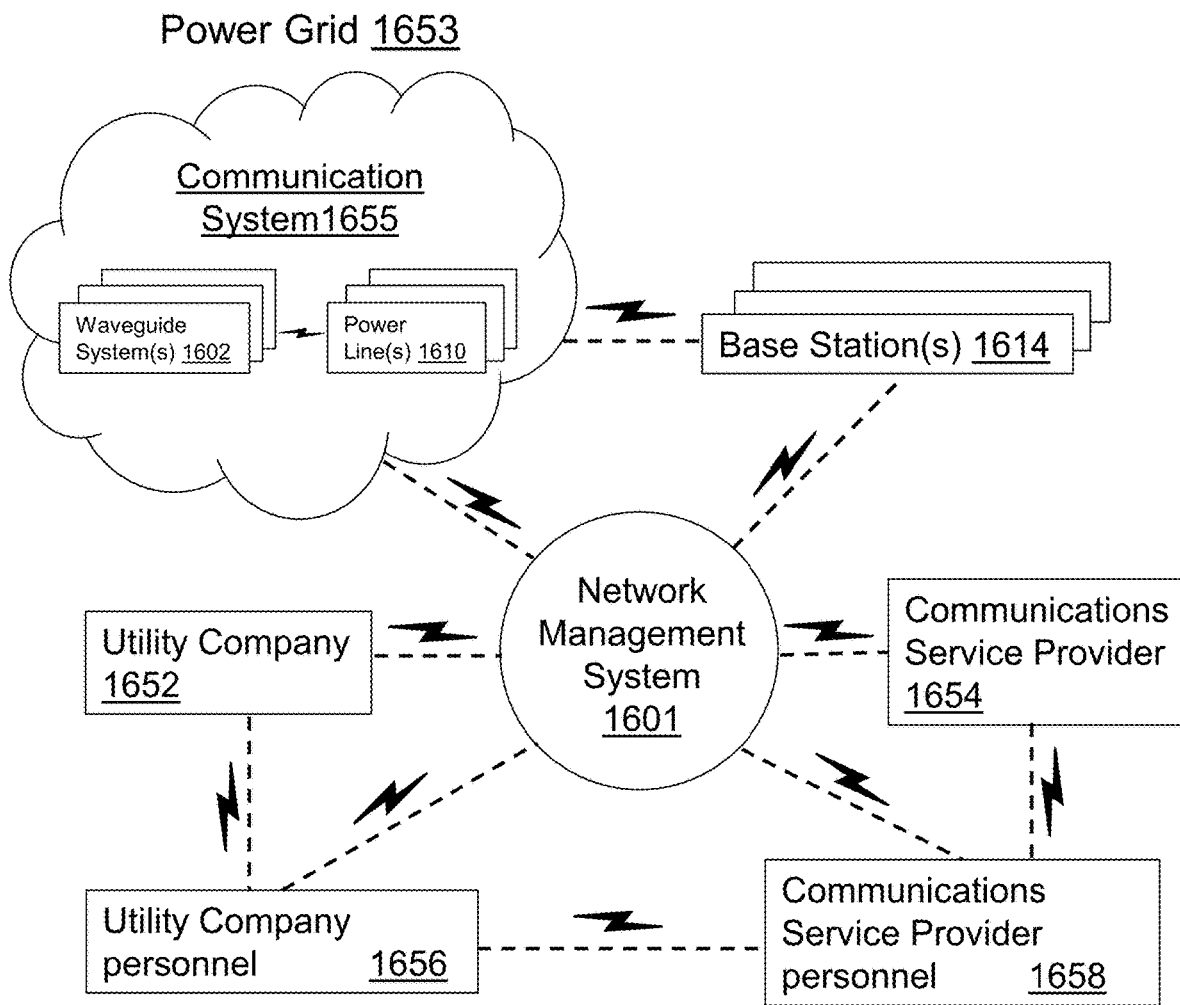 Power Grid 1653
Communication
System1655
Waveguide
System(s) 1602
Power
Line(s) 1610
Base Station(s) 1614
Network
Management
System
1601
Utility Company
1652
Communications
Service Provider
1654
Utility Company
personnel 1656
Communications
Service Provider
personnel 1658